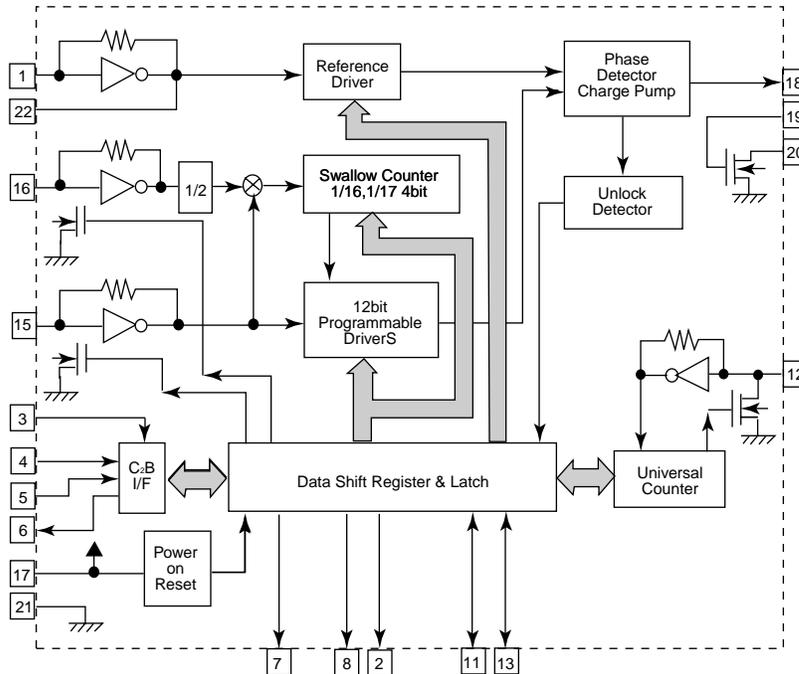 1
22
16
15
3
4
5
6
17
21
Reference
Driver
Phase
Detector
Charge Pump
18
19
20
1/2
Swallow Counter
1/16,1/17 4bit
Unlock
Detector
12bit
Programmable
DriverS
12
C₂B
I/F
Data Shift Register & Latch
Universal
Counter
Power
on
Reset
7
8
2
11
13